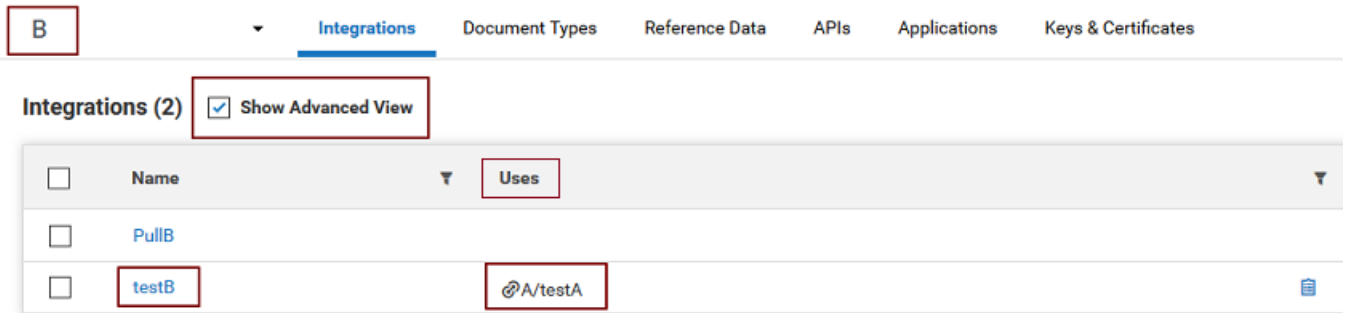 B Integrations Document Types Reference Data APIs Applications Keys & Certificates
Integrations (2) Show Advanced View
Name Uses
PullB
testB A/testA